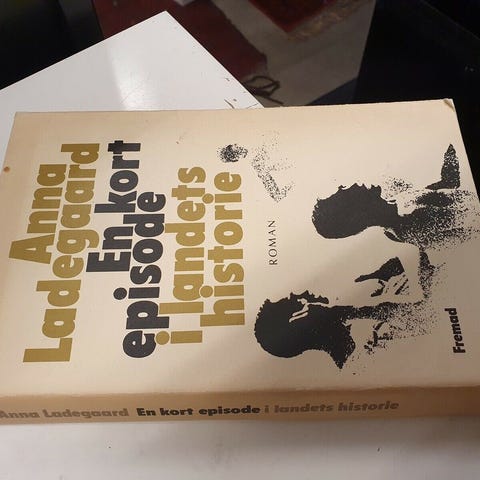 Anna
Ladegaard
En kort
episode
i landets
historie
ROMAN
Fremad
Anna Ladegaard En kort episode i landets historie